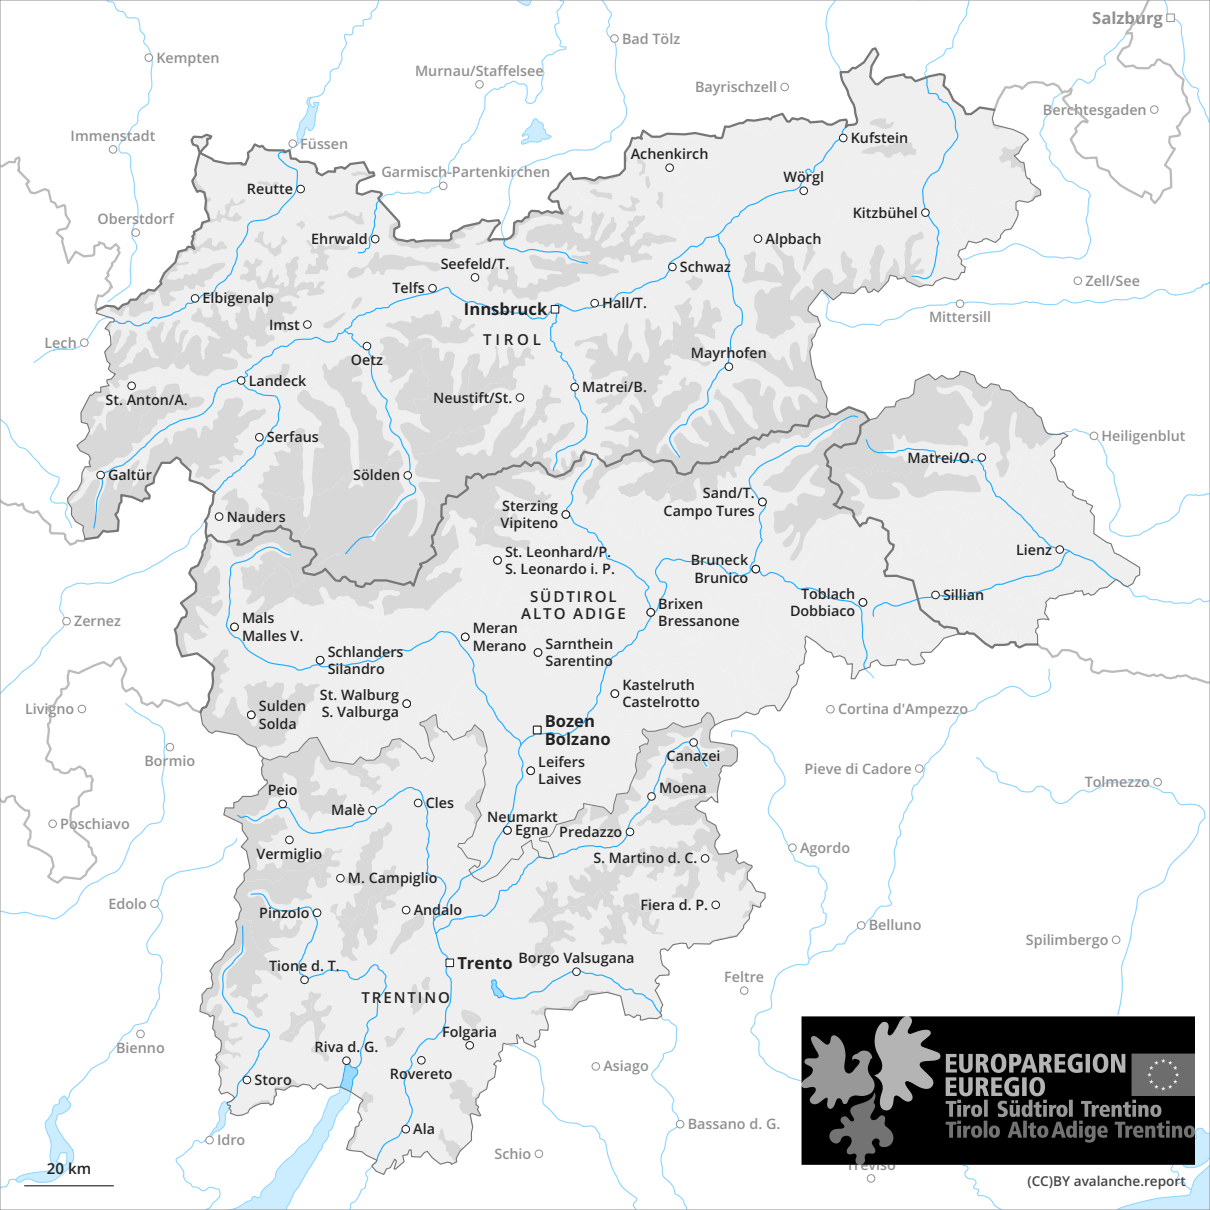 Salzburg
Bad Tölz
Kempten
Murnau/Staffelsee
Bayrischzell
Berchtesgaden
Immenstadt
Füssen
Kufstein
Achenkirch
Garmisch-Partenkirchen
Wörgl
Reutte
Oberstdorf
Kitzbühel
Ehrwald
Alpbach
Seefeld/T.
Schwaz
Zell/See
Telfs
Elbigenalp
Innsbruck
Hall/T.
Mittersill
Imst
TIROL
Lech
Oetz
Mayrhofen
Landeck
Matrei/B.
St. Anton/A.
Neustift/St.
Serfaus
Heiligenblut
Matrei/O.
Galtür
Sölden
Sand/T.
Campo Tures
Sterzing
Vipiteno
Nauders
St. Leonhard/P.
S. Leonardo i. P.
Lienz
Bruneck
Brunico
SÜDTIROL
ALTO ADIGE
Toblach
Dobbiaco
Sillian
Brixen
Bressanone
Zernez
Mals
Malles V.
Meran
Merano
Sarnthein
Sarentino
Schlanders
Silandro
Kastelruth
Castelrotto
St. Walburg
S. Valburga
Livigno
Sulden
Solda
Cortina d'Ampezzo
Bozen
Bolzano
Bormio
Canazei
Leifers
Laives
Pieve di Cadore
Tolmezzo
Peio
Moena
Malè
Cles
Poschiavo
Neumarkt
Egna
Predazzo
Vermiglio
Agordo
S. Martino d. C.
M. Campiglio
Edolo
Pinzolo
Andalo
Fiera d. P.
Belluno
Spilimbergo
Trento
Borgo Valsugana
Tione d. T.
Feltre
TRENTINO
Folgaria
Bienno
Riva d. G.
Rovereto
Asiago
Storo
EUROPAREGION
EUREGIO
Tirol Südtirol Trentino
Tirolo Alto Adige Trentino
Ala
Idro
Bassano d. G.
Schio
Treviso
20 km
(CC)BY avalanche.report